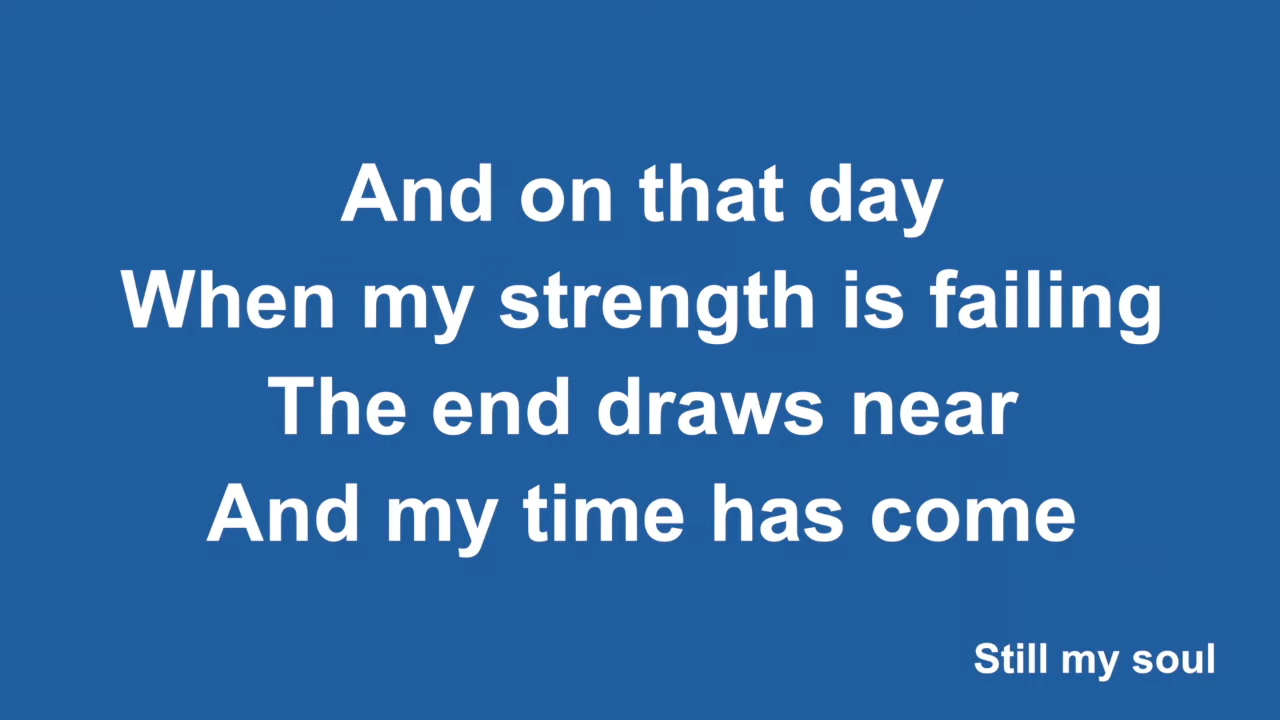 And on that day
When my strength is failing
The end draws near
And my time has come
Still my soul